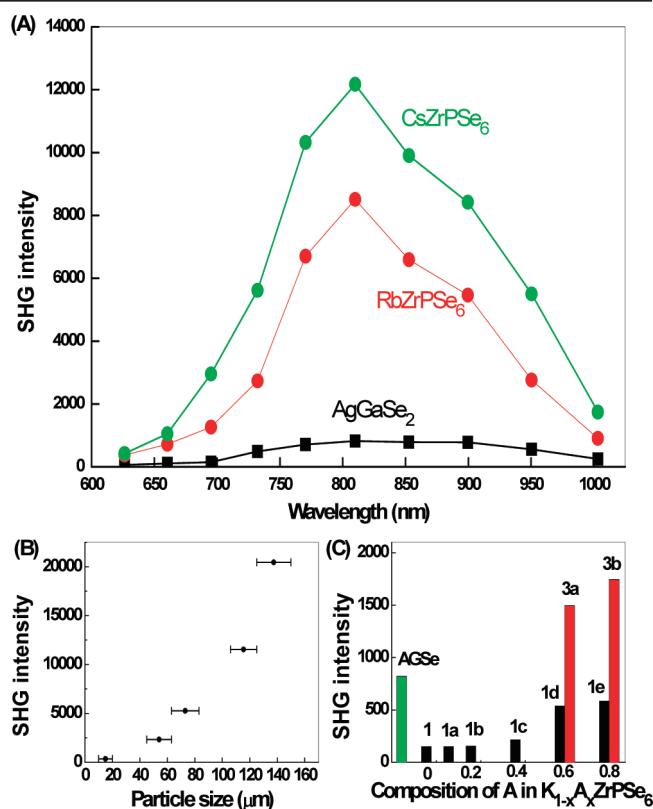 (A)
14000
12000
10000
8000
6000
4000
2000
0
SHG intensity
CsZrPSe6
RbZrPSe6
AgGaSe2
600 650 700 750 800 850 900 950 1000
Wavelength (nm)
(B)
20000
15000
10000
5000
0
SHG intensity
0 20 40 60 80 100 120 140 160
Particle size (μm)
(C)
2000
1500
1000
500
0
SHG intensity
AGSe
1 1a 1b 1c 1d 3a 1e 3b
0 0.2 0.4 0.6 0.8
Composition of A in K1-xAxZrPSe6